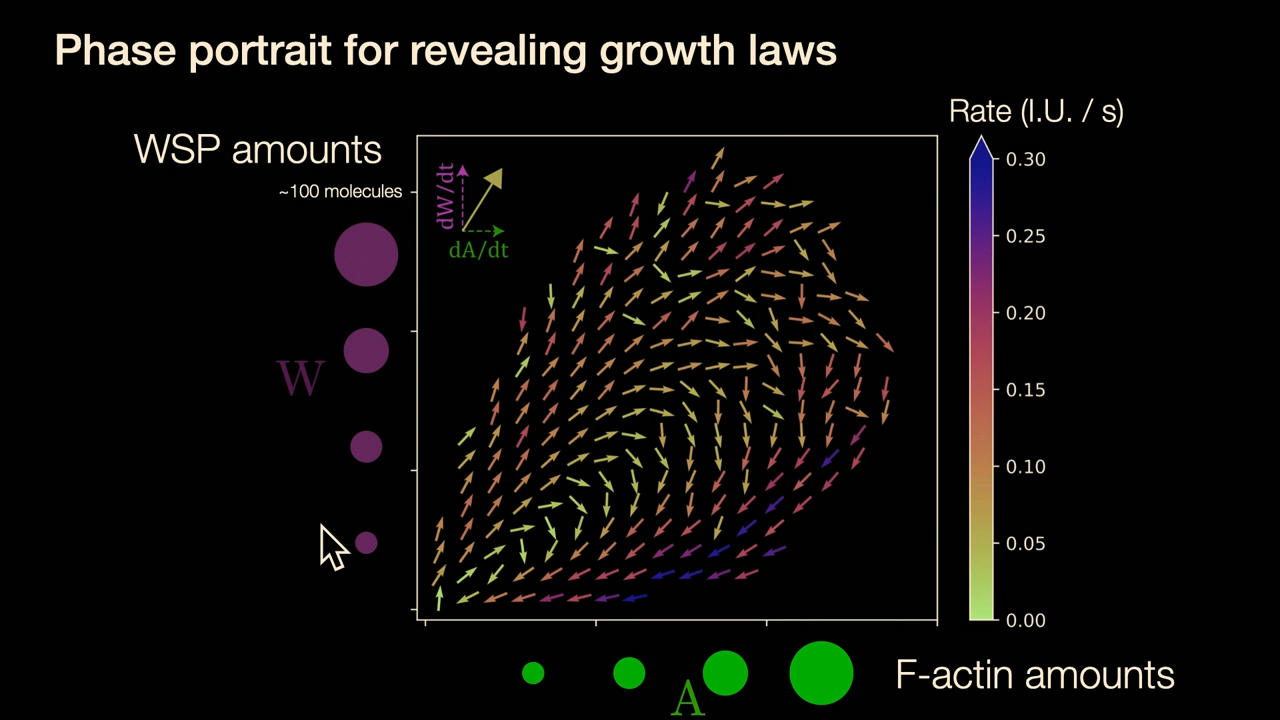 Phase portrait for revealing growth laws
Rate (I.U. / s)
WSP amounts
~100 molecules
dW/dt
dA/dt
W
0.30
0.25
0.20
0.15
0.10
0.05
0.00
A
F-actin amounts